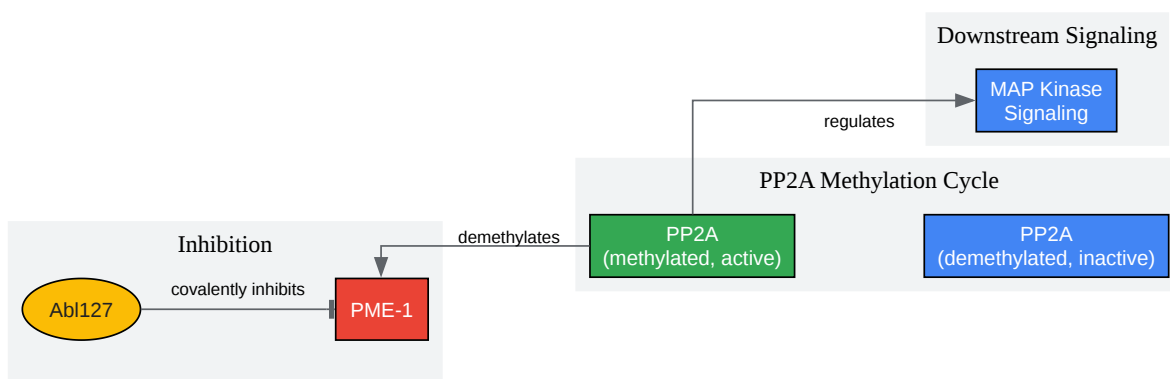 Downstream Signaling
MAP Kinase
Signaling
regulates
PP2A Methylation Cycle
PP2A
(methylated, active)
PP2A
(demethylated, inactive)
demethylates
Inhibition
covalently inhibits
Abl127
PME-1